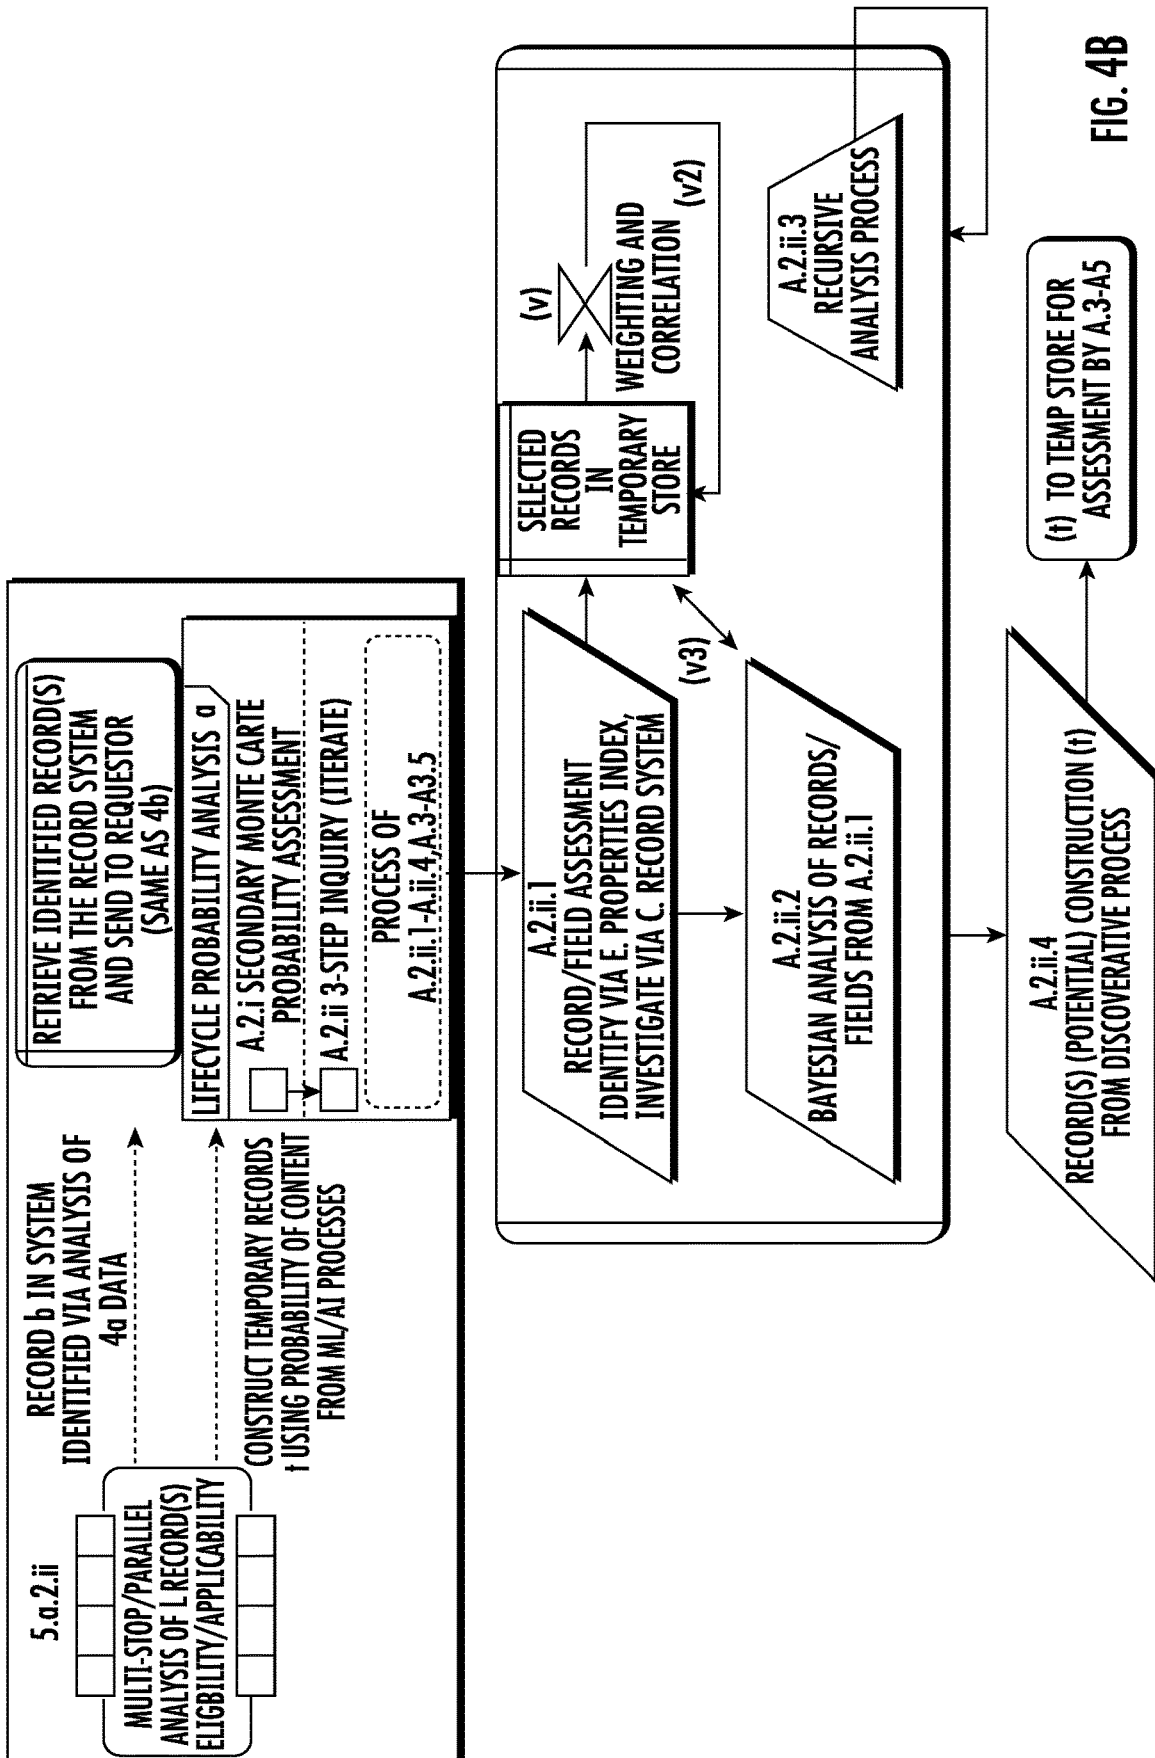 5.a.2.ii
MULTI-STOP/PARALLEL
ANALYSIS OF L RECORD(S)
ELIGBILITY/APPLICABILITY
RECORD b IN SYSTEM
IDENTIFIED VIA ANALYSIS OF
4a DATA
CONSTRUCT TEMPORARY RECORDS
t USING PROBABILITY OF CONTENT
FROM ML/AI PROCESSES
RETRIEVE IDENTIFIED RECORD(S)
FROM THE RECORD SYSTEM
AND SEND TO REQUESTOR
(SAME AS 4b)
LIFECYCLE PROBABILITY ANALYSIS a
A.2.i SECONDARY MONTE CARTE
PROBABILITY ASSESSMENT
A.2.ii 3-STEP INQUIRY (ITERATE)
PROCESS OF
A.2.ii.1-A.ii.4,A.3-A3.5
A.2.ii.1
RECORD/FIELD ASSESSMENT
IDENTIFY VIA E. PROPERTIES INDEX,
INVESTIGATE VIA C. RECORD SYSTEM
SELECTED
RECORDS
IN
TEMPORARY
STORE
(v)
WEIGHTING AND
CORRELATION
(v2)
(v3)
A.2.ii.2
BAYESIAN ANALYSIS OF RECORDS/
FIELDS FROM A.2.ii.1
A.2.ii.3
RECURSIVE
ANALYSIS PROCESS
A.2.ii.4
RECORD(S) (POTENTIAL) CONSTRUCTION (t)
FROM DISCOVERATIVE PROCESS
(t) TO TEMP STORE FOR
ASSESSMENT BY A.3-A5
FIG. 4B